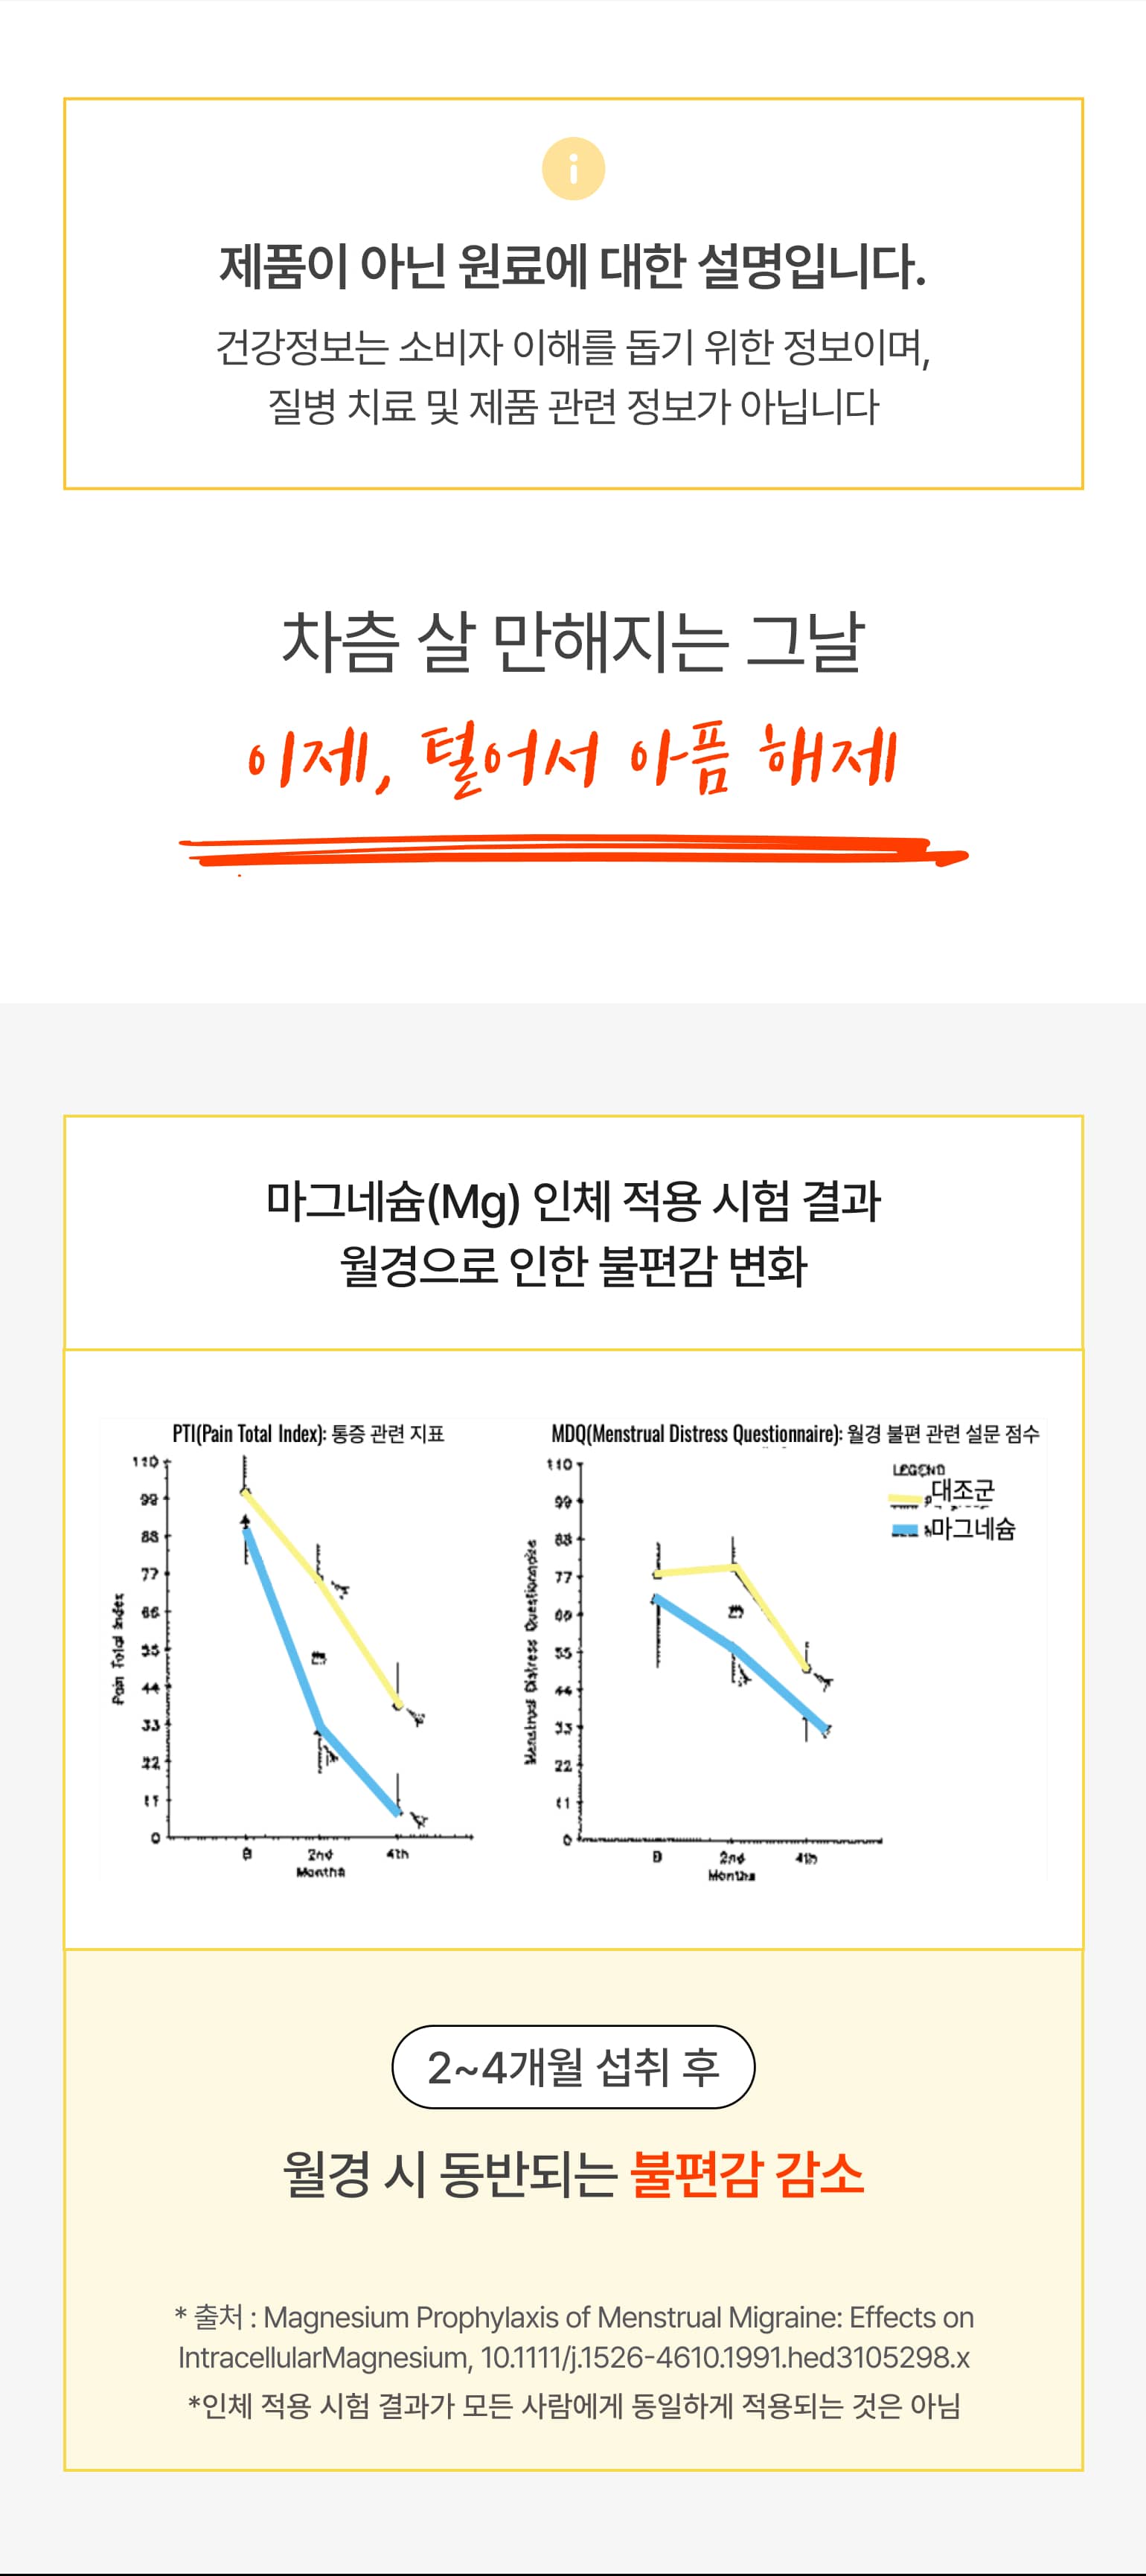 제품이 아닌 원료에 대한 설명입니다.
건강정보는 소비자 이해를 돕기 위한 정보이며,
질병 치료 및 제품 관련 정보가 아닙니다
차츰 살 만해지는 그날
이제, 털어서 아픔 해제
마그네슘(Mg) 인체 적용 시험 결과
월경으로 인한 불편감 변화
PTI(Pain Total Index): 통증 관련 지표
110
99
88
77
66
55
44
33
22
11
0
Pain Total Index
2nd
4th
Months
MDQ(Menstrual Distress Questionnaire): 월경 불편 관련 설문 점수
110
99
88
77
66
55
44
33
22
11
0
Menstrual Distress Questionnaire
2nd
4th
Months
LEGEND
대조군
마그네슘
2~4개월 섭취 후
월경 시 동반되는 불편감 감소
* 출처 : Magnesium Prophylaxis of Menstrual Migraine: Effects on
IntracellularMagnesium, 10.1111/j.1526-4610.1991.hed3105298.x
*인체 적용 시험 결과가 모든 사람에게 동일하게 적용되는 것은 아님